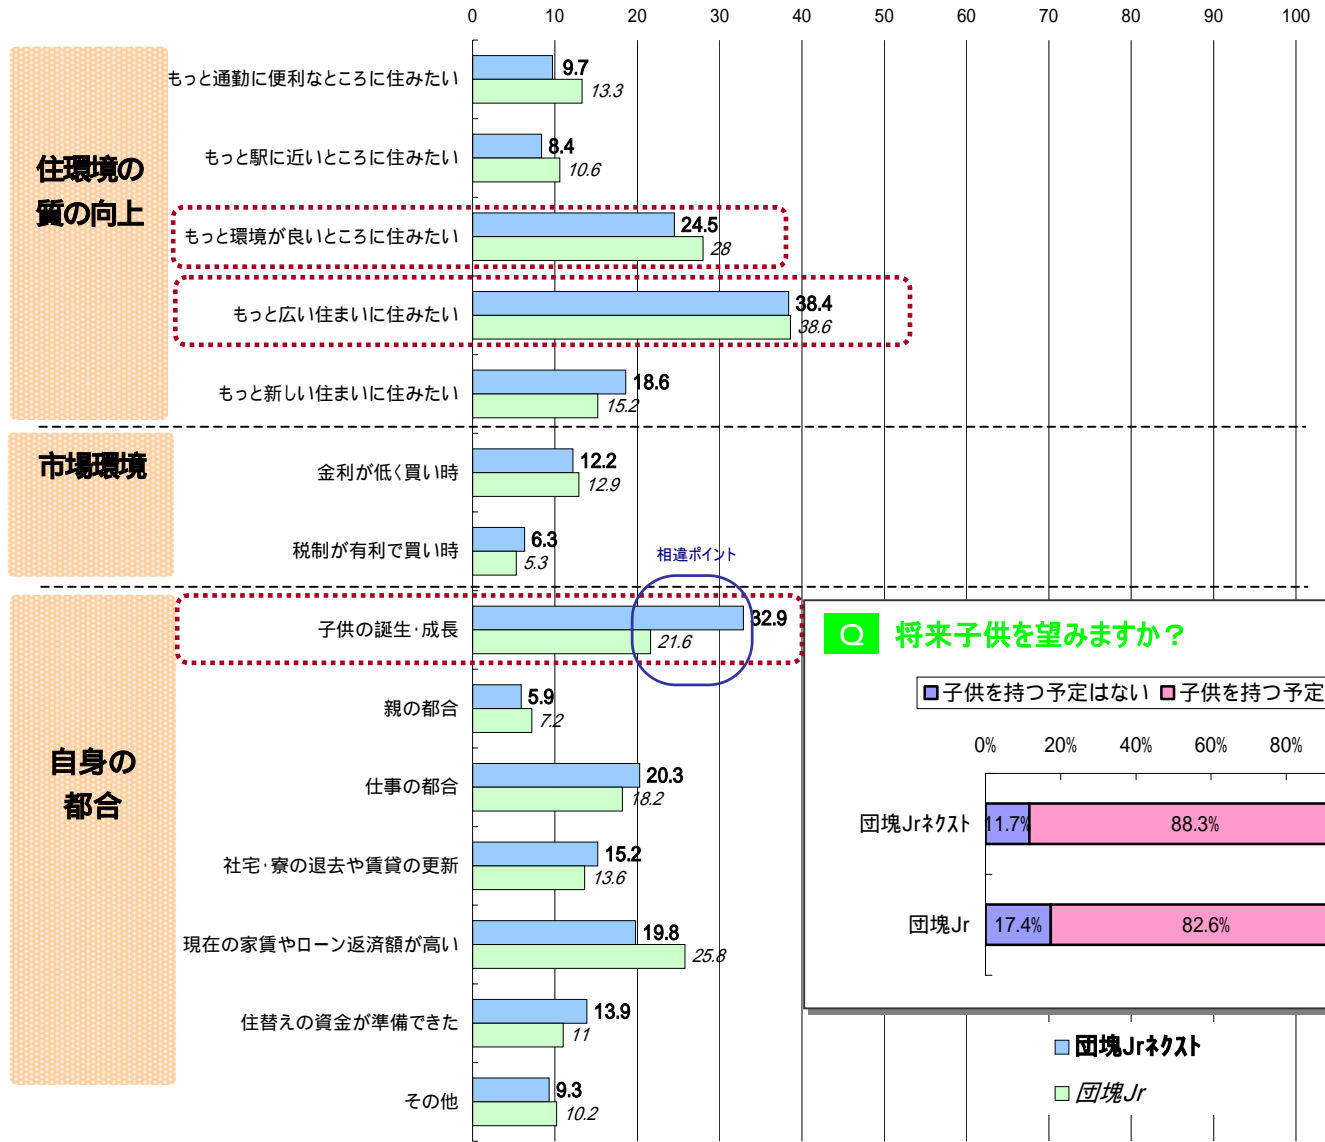 0 10 20 30 40 50 60 70 80 90 100
住環境の
質の向上
もっと通勤に便利なところに住みたい 9.7
13.3
もっと駅に近いところに住みたい 8.4
10.6
もっと環境が良いところに住みたい 24.5
28
もっと広い住まいに住みたい 38.4
38.6
もっと新しい住まいに住みたい 18.6
15.2
市場環境
金利が低く買い時 12.2
12.9
税制が有利で買い時 6.3
5.3
相違ポイント
自身の
都合
子供の誕生・成長 32.9
21.6
親の都合 5.9
7.2
仕事の都合 20.3
18.2
社宅・寮の退去や賃貸の更新 15.2
13.6
現在の家賃やローン返済額が高い 19.8
25.8
住替えの資金が準備できた 13.9
11
その他 9.3
10.2
Q 将来子供を望みますか？
子供を持つ予定はない 子供を持つ予定
0% 20% 40% 60% 80%
団塊Jrネクスト 11.7% 88.3%
団塊Jr 17.4% 82.6%
団塊Jrネクスト
団塊Jr